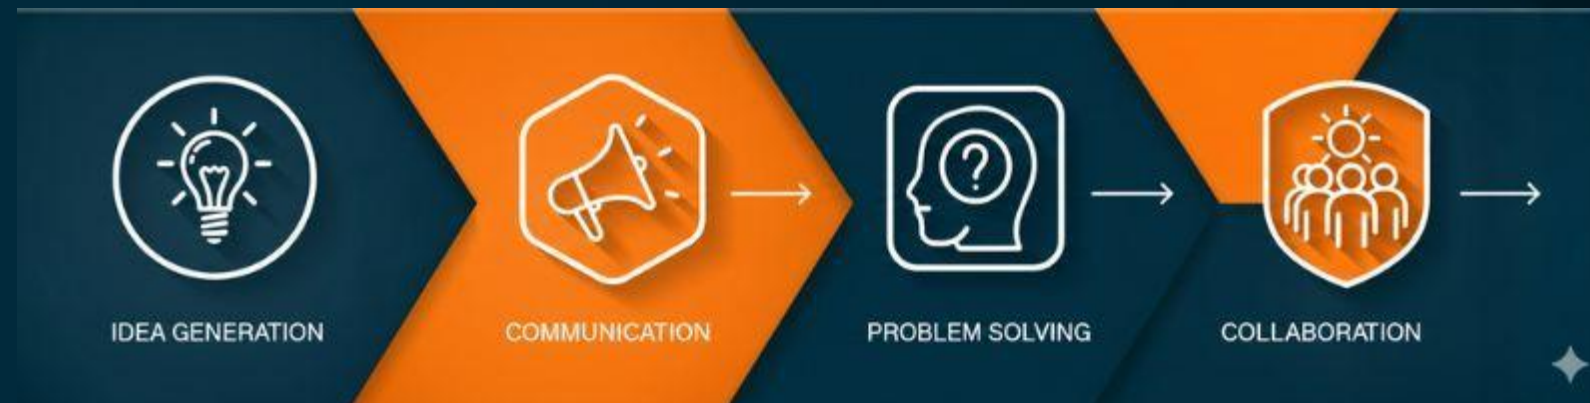 IDEA GENERATION
COMMUNICATION
?
PROBLEM SOLVING
COLLABORATION